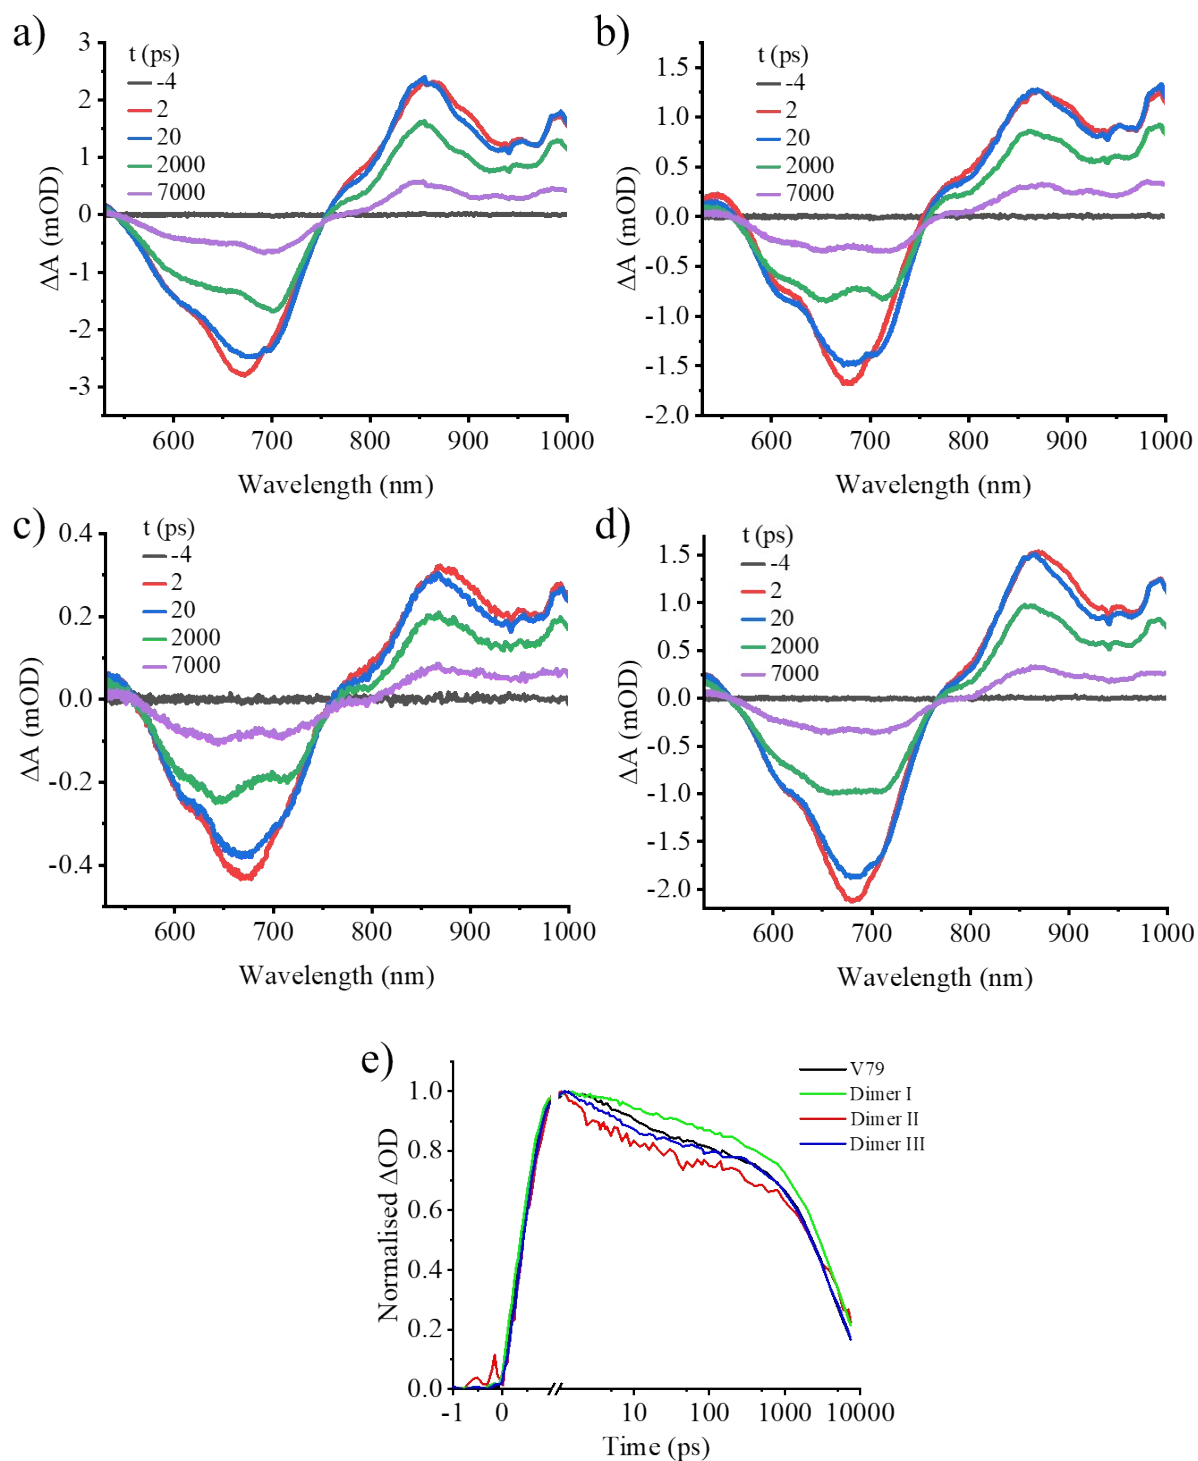 a)
t (ps)
-4
2
20
2000
7000
3
2
1
0
-1
-2
-3
ΔA (mOD)
600 700 800 900 1000
Wavelength (nm)
b)
t (ps)
-4
2
20
2000
7000
1.5
1.0
0.5
0.0
-0.5
-1.0
-1.5
-2.0
ΔA (mOD)
600 700 800 900 1000
Wavelength (nm)
c)
t (ps)
-4
2
20
2000
7000
0.4
0.2
0.0
-0.2
-0.4
ΔA (mOD)
600 700 800 900 1000
Wavelength (nm)
d)
t (ps)
-4
2
20
2000
7000
1.5
1.0
0.5
0.0
-0.5
-1.0
-1.5
-2.0
ΔA (mOD)
600 700 800 900 1000
Wavelength (nm)
e)
V79
Dimer I
Dimer II
Dimer III
1.0
0.8
0.6
0.4
0.2
0.0
Normalised ΔOD
-1 0 10 100 1000 10000
Time (ps)